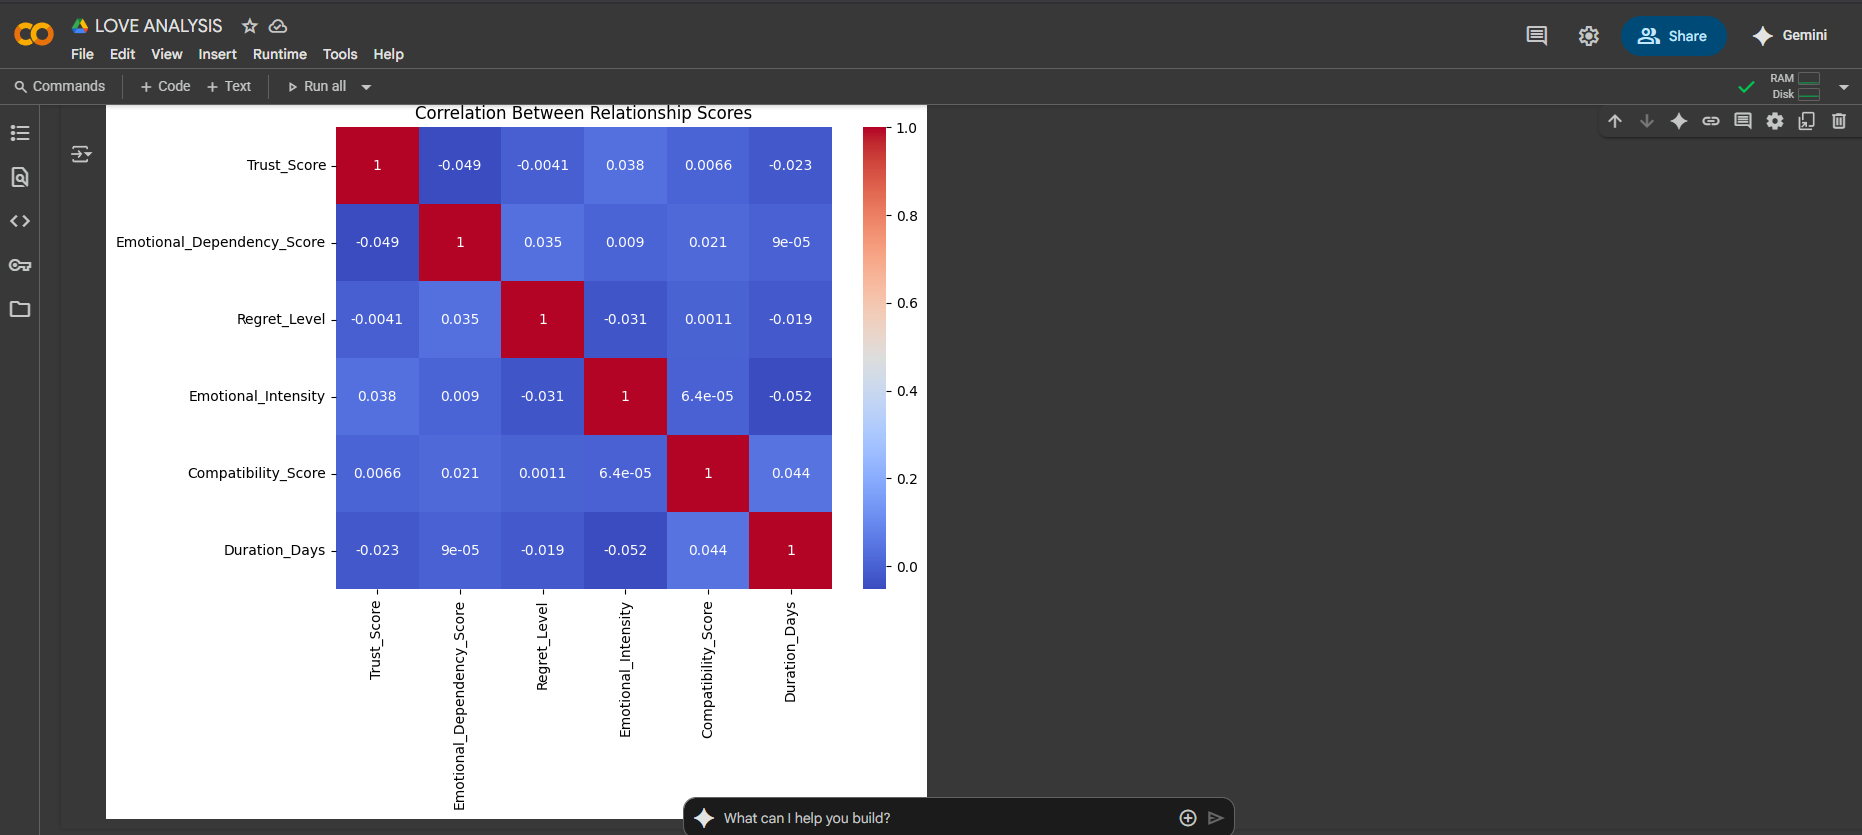 LOVE ANALYSIS
File Edit View Insert Runtime Tools Help
Share
Gemini
Commands
+ Code + Text
Run all
RAM
Disk
Correlation Between Relationship Scores
Trust_Score 1 -0.049 -0.0041 0.038 0.0066 -0.023
Emotional_Dependency_Score -0.049 1 0.035 0.009 0.021 9e-05
Regret_Level -0.0041 0.035 1 -0.031 0.0011 -0.019
Emotional_Intensity 0.038 0.009 -0.031 1 6.4e-05 -0.052
Compatibility_Score 0.0066 0.021 0.0011 6.4e-05 1 0.044
Duration_Days -0.023 9e-05 -0.019 -0.052 0.044 1
1.0
0.8
0.6
0.4
0.2
0.0
Trust_Score
Emotional_Dependency_Score
Regret_Level
Emotional_Intensity
Compatibility_Score
Duration_Days
What can I help you build?